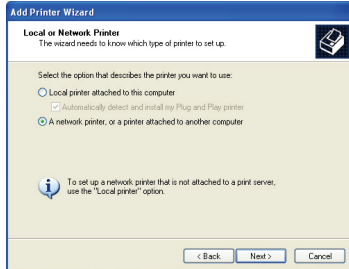 Add Printer Wizard
Local or Network Printer
The wizard needs to know which type of printer to set up.
Select the option that describes the printer you want to use:
Local printer attached to this computer
Automatically detect and install my Plug and Play printer
A network printer, or a printer attached to another computer
To set up a network printer that is not attached to a print server,
use the "Local printer" option.
< Back Next > Cancel